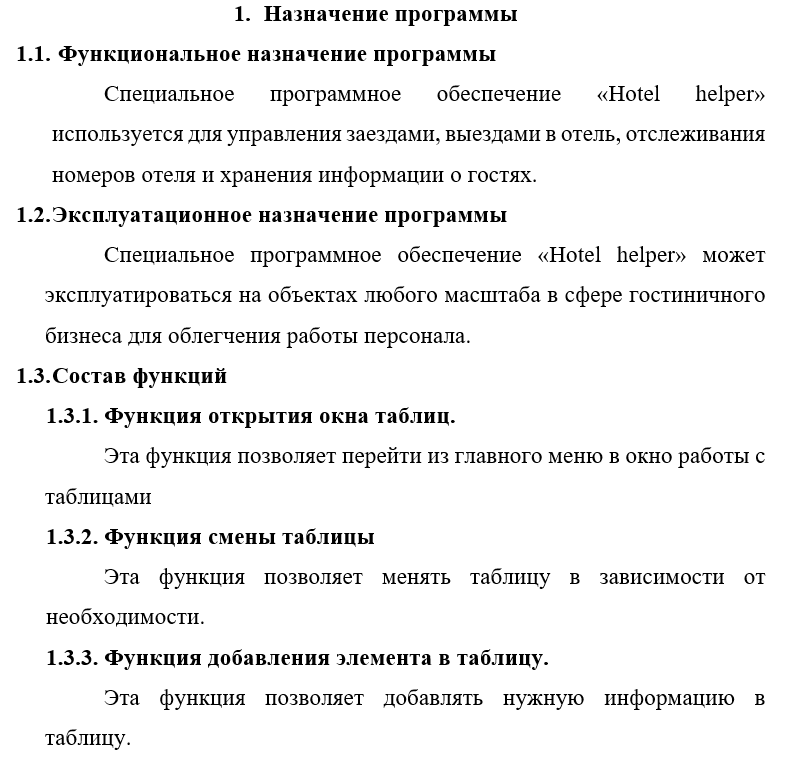 1. Назначение программы
1.1. Функциональное назначение программы
Специальное программное обеспечение «Hotel helper»
используется для управления заездами, выездами в отель, отслеживания
номеров отеля и хранения информации о гостях.
1.2.Эксплуатационное назначение программы
Специальное программное обеспечение «Hotel helper» может
эксплуатироваться на объектах любого масштаба в сфере гостиничного
бизнеса для облегчения работы персонала.
1.3.Состав функций
1.3.1. Функция открытия окна таблиц.
Эта функция позволяет перейти из главного меню в окно работы с
таблицами
1.3.2. Функция смены таблицы
Эта функция позволяет менять таблицу в зависимости от
необходимости.
1.3.3. Функция добавления элемента в таблицу.
Эта функция позволяет добавлять нужную информацию в
таблицу.